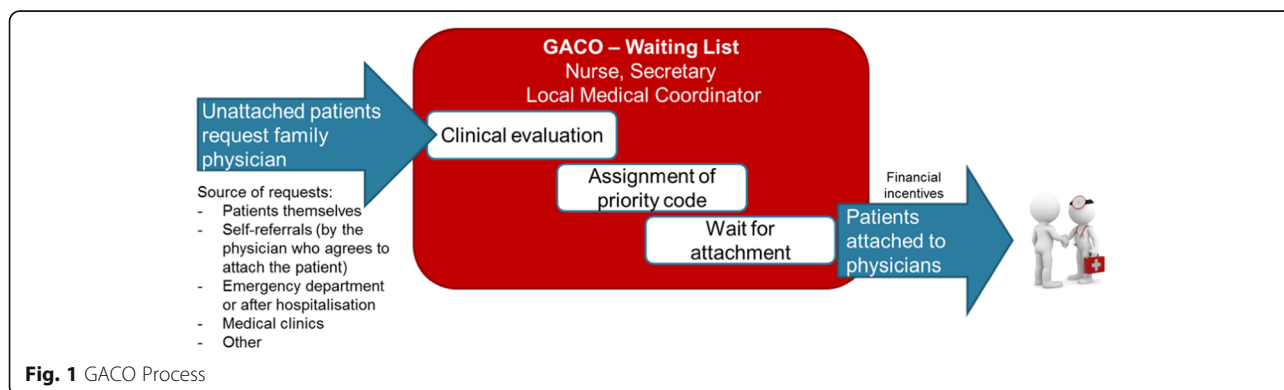 GACO – Waiting List
Nurse, Secretary
Local Medical Coordinator
Unattached patients
request family
physician
Clinical evaluation
Assignment of
priority code
Wait for
attachment
Source of requests:
- Patients themselves
- Self-referrals (by the
physician who agrees to
attach the patient)
- Emergency department
or after hospitalisation
- Medical clinics
- Other
Financial
incentives
Patients
attached to
physicians
Fig. 1 GACO Process